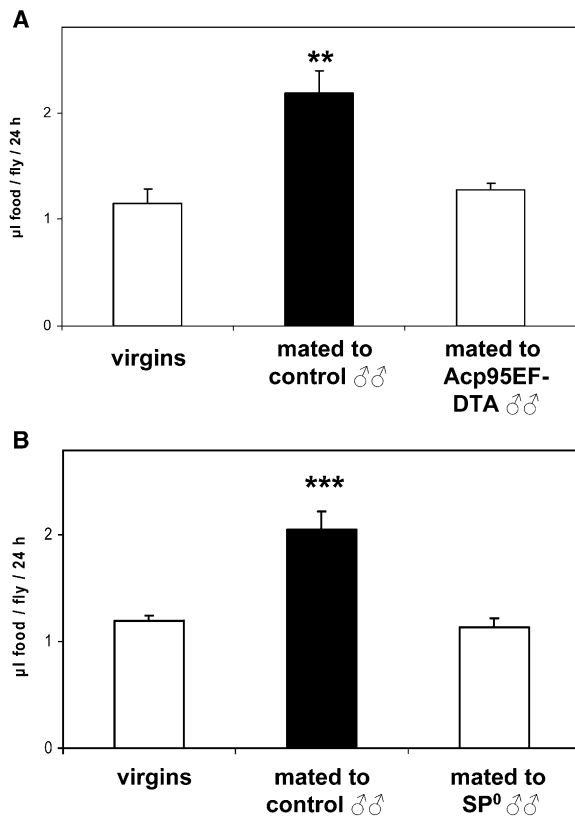 A
µl food / fly / 24 h
2
1
0
**
virgins
mated to
control ♂♂
mated to
Acp95EF-
DTA ♂♂
B
µl food / fly / 24 h
2
1
0
***
virgins
mated to
control ♂♂
mated to
SP⁰ ♂♂